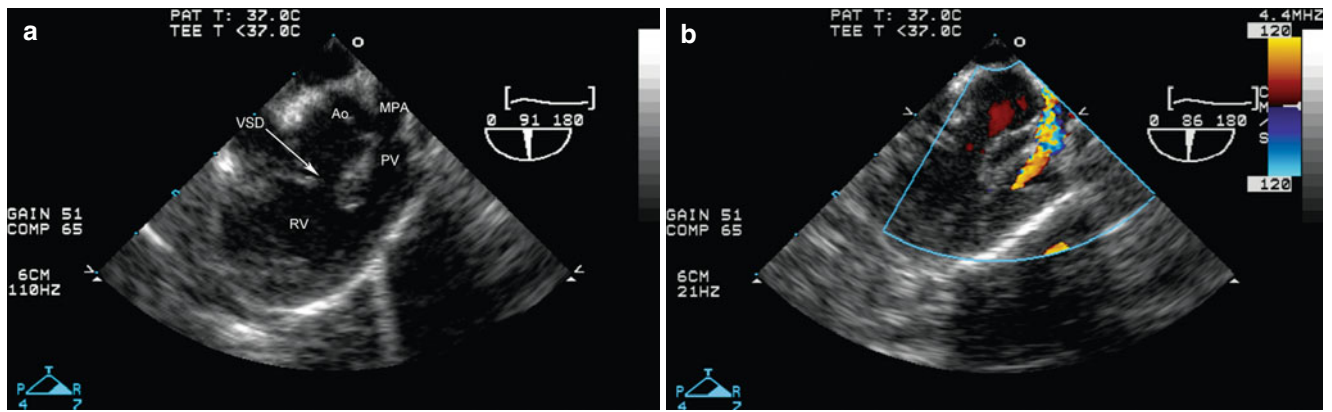 a
PAT T: 37.0C
TEE T <37.0C
Ao
MPA
VSD
PV
RV
0 91 180
GAIN 51
COMP 65
6CM
110HZ
T
P R
4 7
b
PAT T: 37.0C
TEE T <37.0C
4.4MHZ
120
CM/S
120
0 86 180
GAIN 51
COMP 65
6CM
21HZ
T
P R
4 7